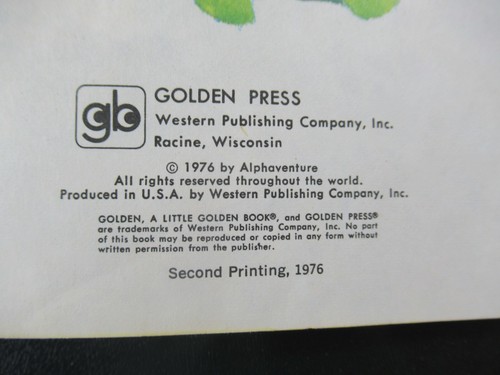 gb
GOLDEN PRESS
Western Publishing Company, Inc.
Racine, Wisconsin
© 1976 by Alphaventure
All rights reserved throughout the world.
Produced in U.S.A. by Western Publishing Company, Inc.
GOLDEN, A LITTLE GOLDEN BOOK®, and GOLDEN PRESS®
are trademarks of Western Publishing Company, Inc. No part
of this book may be reproduced or copied in any form without
written permission from the publisher.
Second Printing, 1976